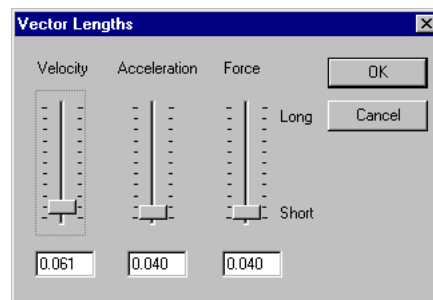 Vector Lengths
Velocity Acceleration Force OK
Long Cancel
Short
0.061 0.040 0.040